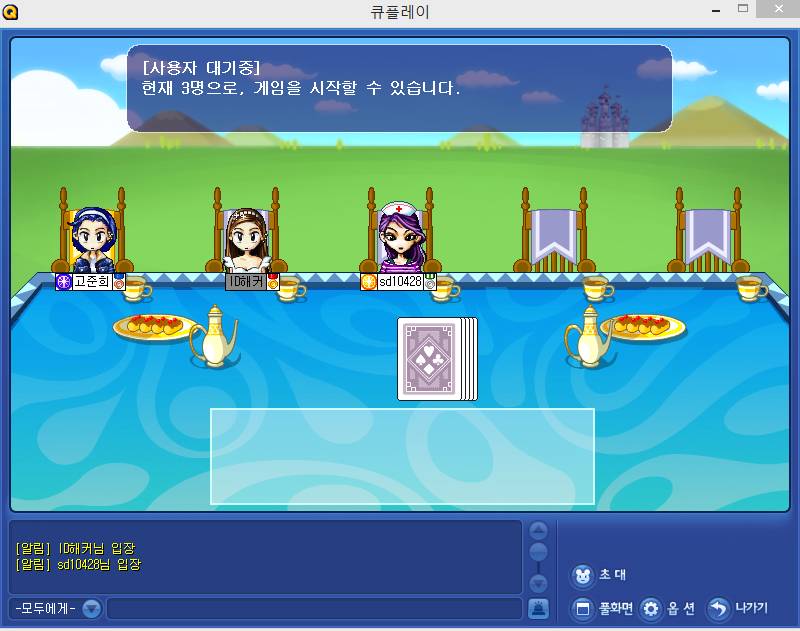 큐플레이
[사용자 대기중]
현재 3명으로, 게임을 시작할 수 있습니다.
고준희
ID해커
sd10428
[알림] ID해커님 입장
[알림] sd10428님 입장
초 대
-모두에게-
풀화면
옵 션
나가기